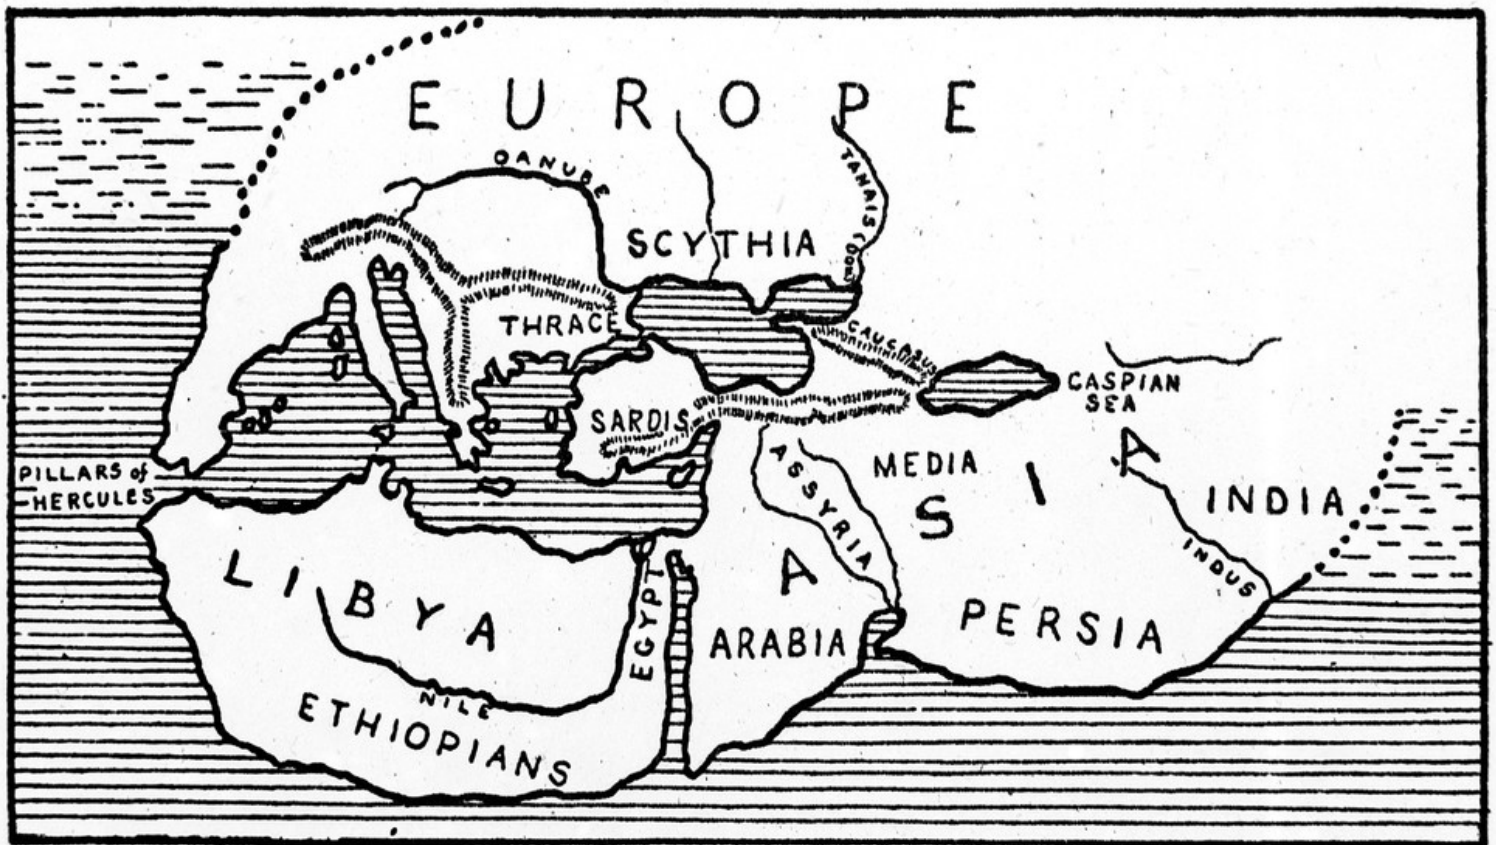 EUROPE
DANUBE
TANAIS (DON)
SCYTHIA
THRACE
CAUCASUS
CASPIAN
SEA
SARDIS
PILLARS of
HERCULES
ASSYRIA
MEDIA
ASIA
INDIA
INDUS
LIBYA
EGYPT
ARABIA
PERSIA
NILE
ETHIOPIANS